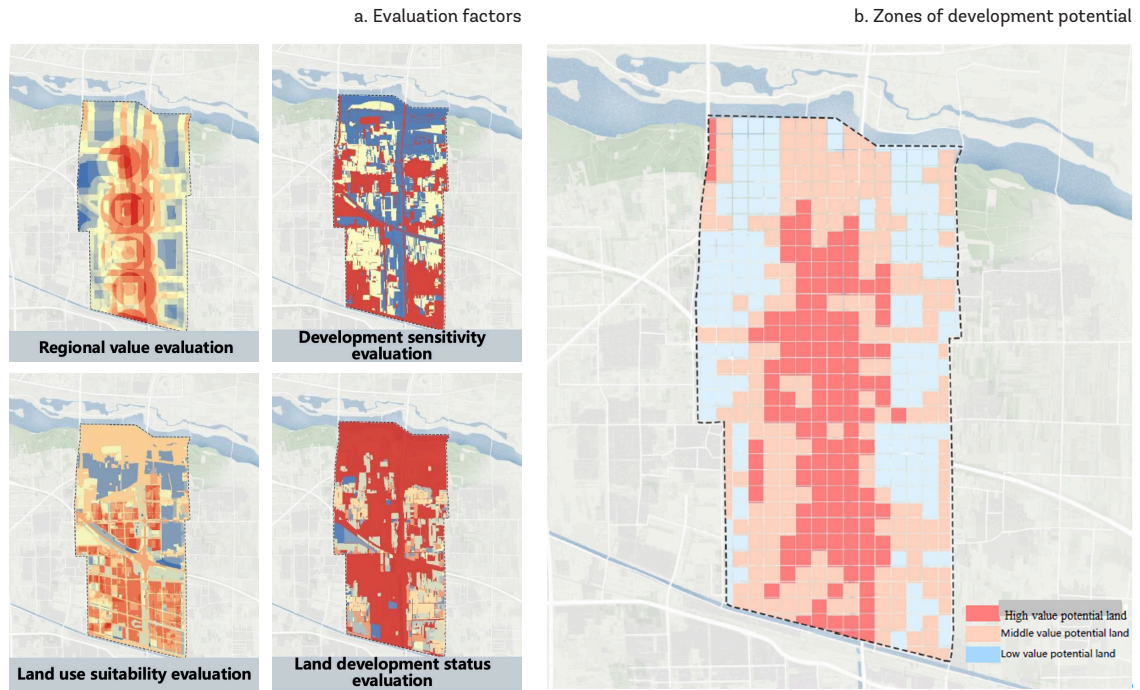 a. Evaluation factors
b. Zones of development potential
Regional value evaluation
Development sensitivity
evaluation
Land use suitability evaluation
Land development status
evaluation
High value potential land
Middle value potential land
Low value potential land